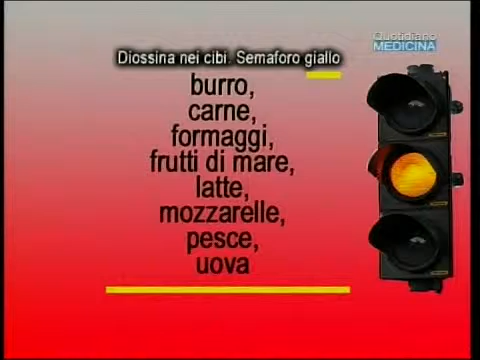 Quotidiano
MEDICINA
Diossina nei cibi. Semaforo giallo
burro,
carne,
formaggi,
frutti di mare,
latte,
mozzarelle,
pesce,
uova